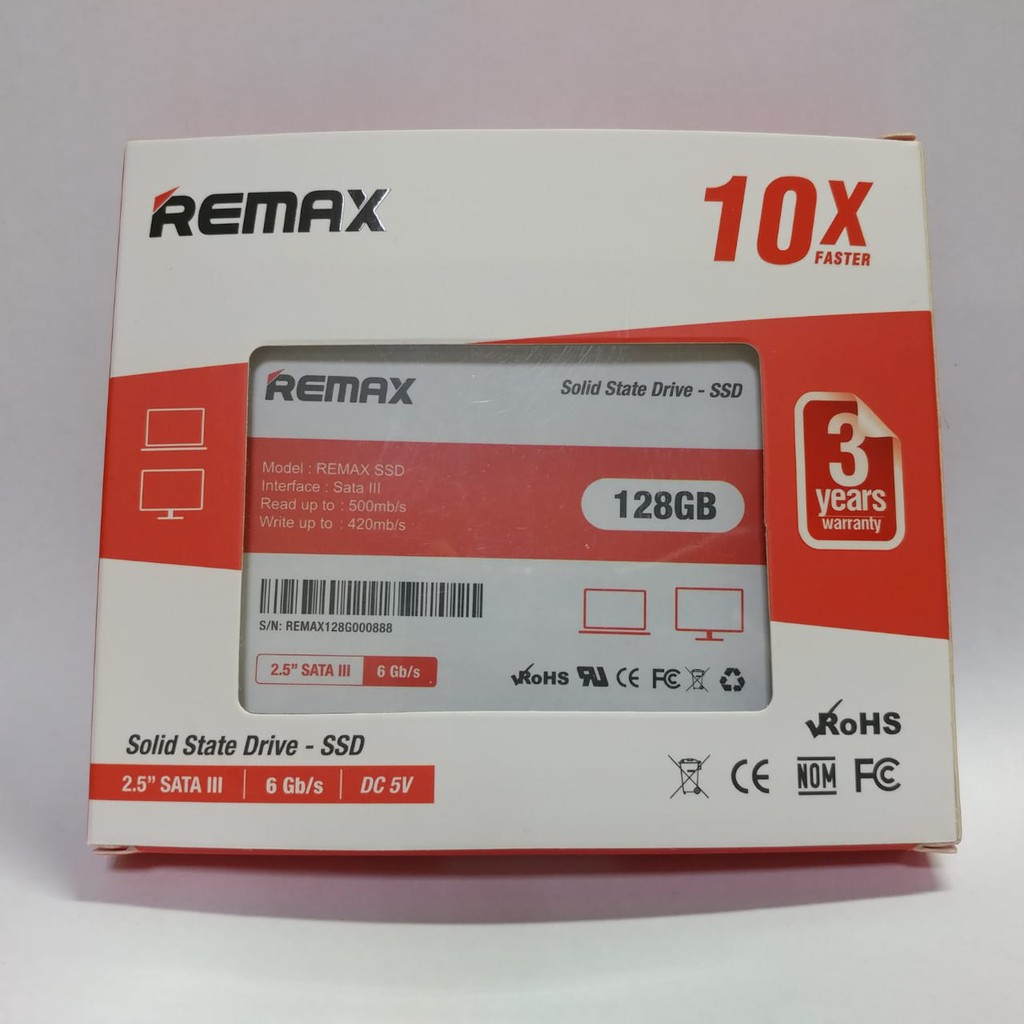 REMAX
10X
FASTER
REMAX
Solid State Drive - SSD
Model : REMAX SSD
Interface : Sata III
Read up to : 500mb/s
Write up to : 420mb/s
128GB
3
years
warranty
S/N: REMAX128G000888
2.5” SATA III 6 Gb/s
RoHS CE FC
RoHS
Solid State Drive - SSD
2.5” SATA III 6 Gb/s DC 5V
CE NOM FC